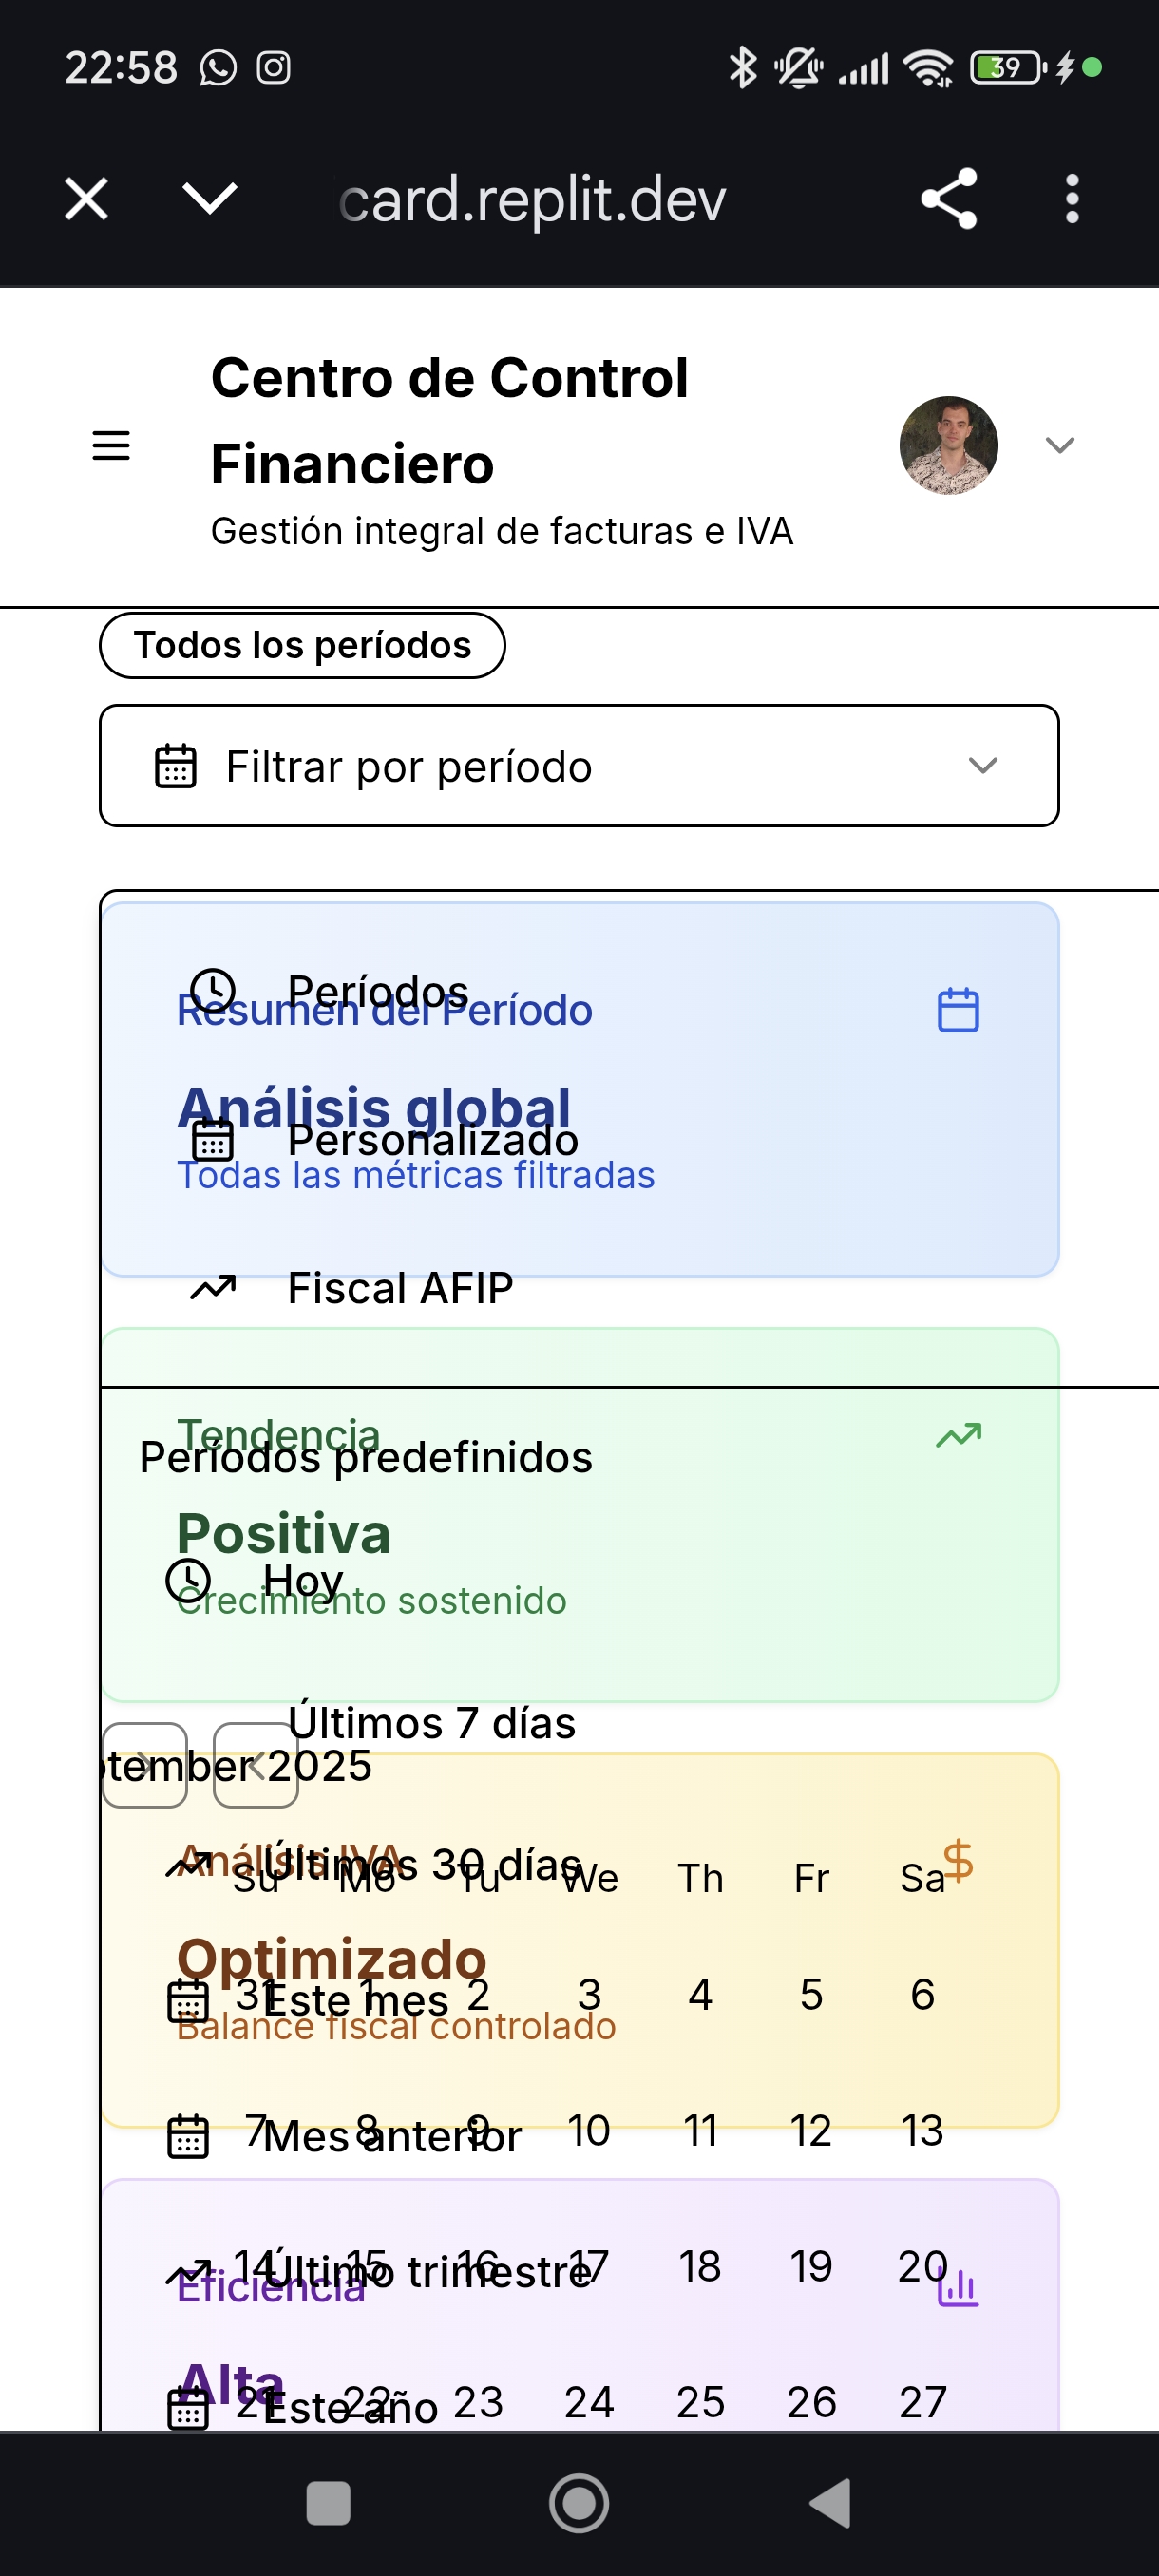 22:58
39
card.replit.dev
Centro de Control
Financiero
Gestión integral de facturas e IVA
Todos los períodos
Filtrar por período
Períodos
Resumen del Período
Análisis global
Personalizado
Todas las métricas filtradas
Fiscal AFIP
Tendencia
Períodos predefinidos
Positiva
Hoy
Crecimiento sostenido
Últimos 7 días
tember 2025
Análisis IVA
Últimos 30 días
Su Mo Tu We Th Fr Sa
Optimizado
31 1 2 3 4 5 6
Este mes
Balance fiscal controlado
7 8 9 10 11 12 13
Mes anterior
14 15 16 17 18 19 20
Último trimestre
Eficiencia
Alta
21 22 23 24 25 26 27
Este año